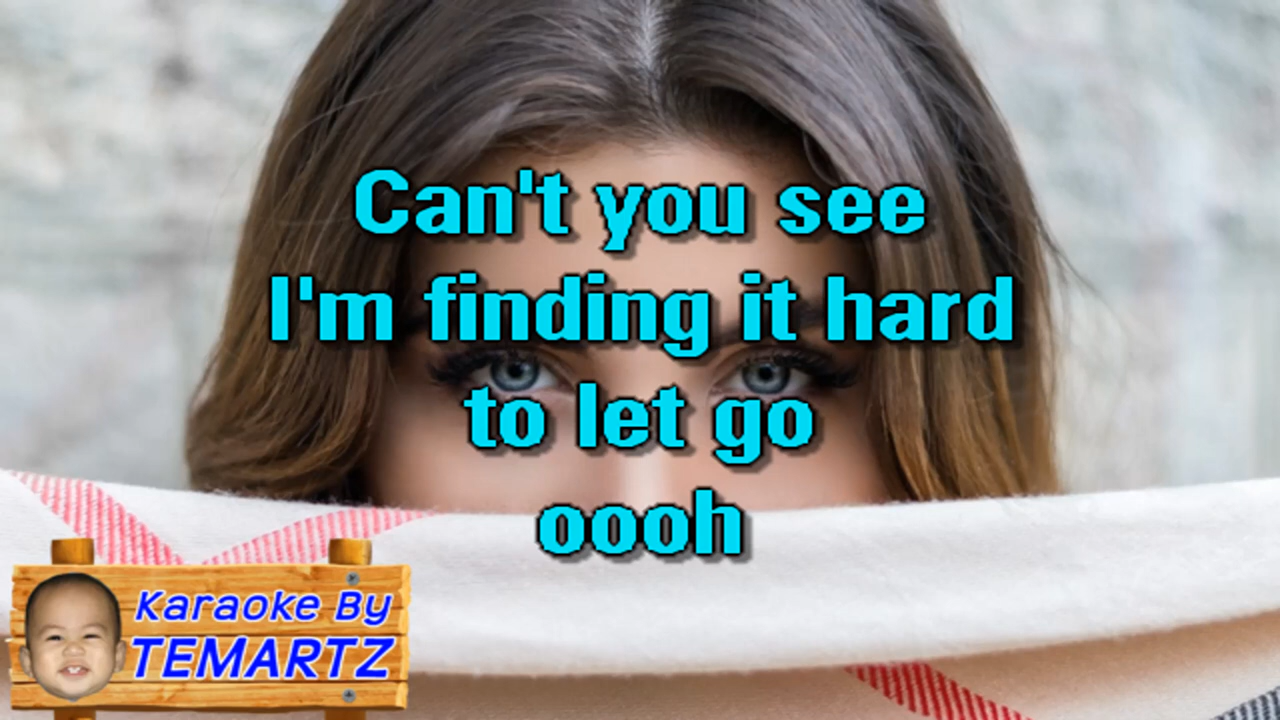 Can't you see
I'm finding it hard
to let go
oooh
Karaoke By
TEMARTZ